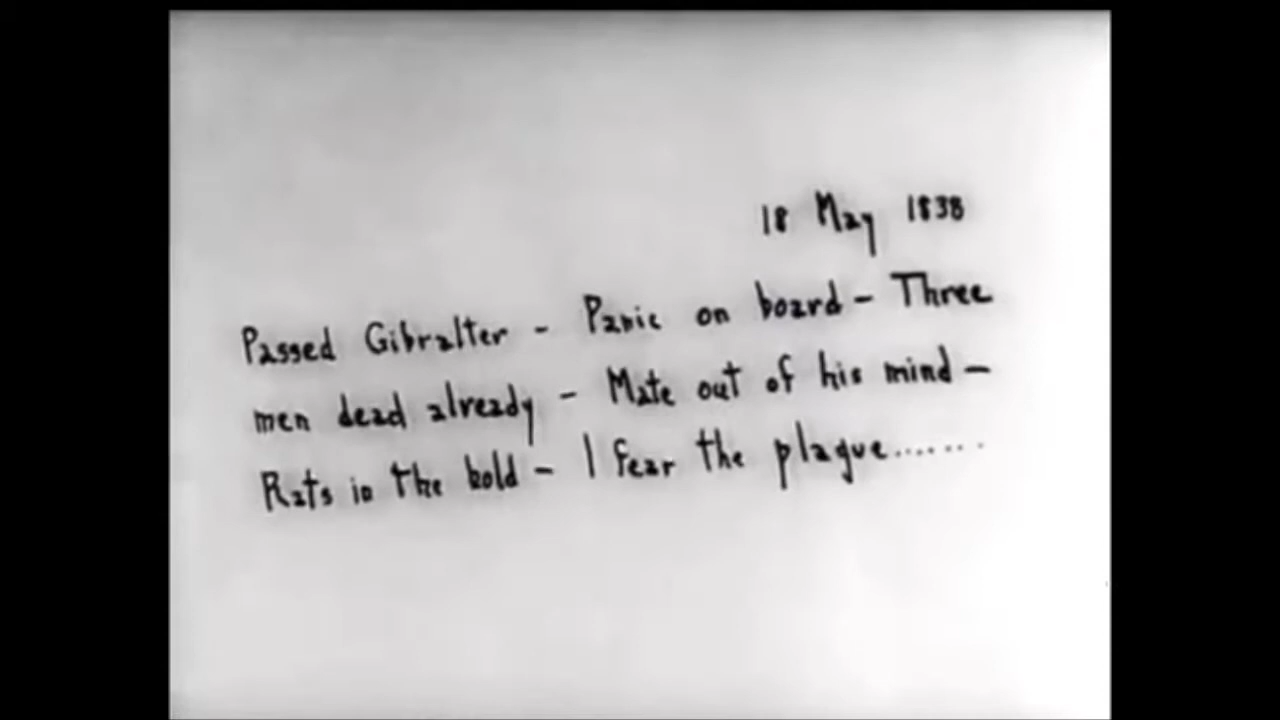 18 May 1838
Passed Gibralter - Panic on board - Three
men dead already - Mate out of his mind -
Rats in the hold - I fear the plague.......